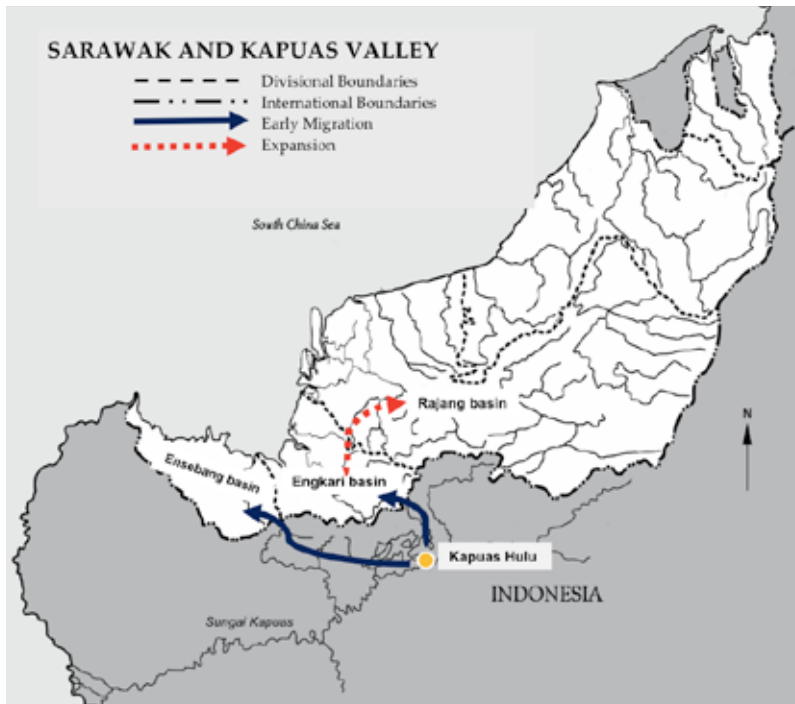 SARAWAK AND KAPUAS VALLEY
Divisional Boundaries
International Boundaries
Early Migration
Expansion
South China Sea
Rajang basin
N
Ensebang basin
Engkari basin
Kapuas Hulu
INDONESIA
Sungai Kapuas